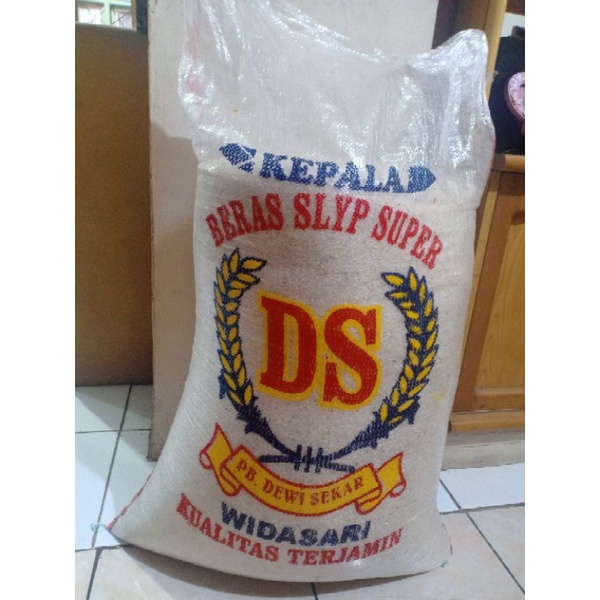 KEPALA
BERAS SLYP SUPER
DS
PB. DEWI SEKAR
WIDASARI
KUALITAS TERJAMIN